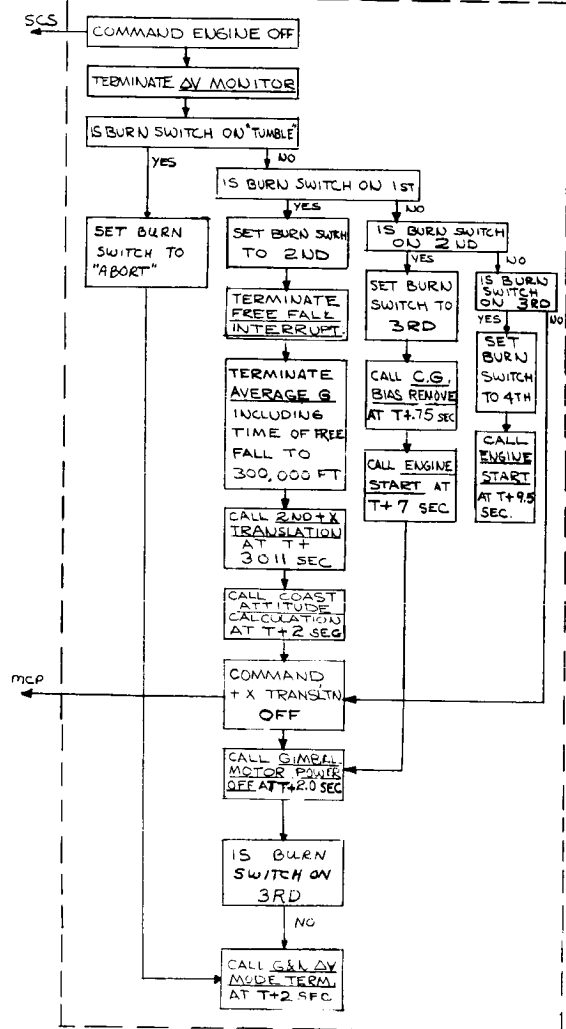 SCS
COMMAND ENGINE OFF
TERMINATE ΔV MONITOR
IS BURN SWITCH ON "TUMBLE"
YES
NO
IS BURN SWITCH ON 1ST
YES
NO
SET BURN
SWITCH TO
"ABORT"
SET BURN SWTCH
TO 2ND
IS BURN SWITCH
ON 2ND
YES
NO
TERMINATE
FREE FALL
INTERRUPT.
SET BURN
SWITCH TO
3RD
IS BURN
SWITCH
ON 3RD
YES
NO
TERMINATE
AVERAGE G
INCLUDING
TIME OF FREE
FALL TO
300,000 FT
CALL C.G.
BIAS REMOVE
AT T+.75 SEC
SET
BURN
SWITCH
TO 4TH
CALL ENGINE
START AT
T+ 7 SEC
CALL
ENGINE
START
AT T+9.5
SEC.
CALL 2ND +X
TRANSLATION
AT T+
3011 SEC
CALL COAST
ATTITUDE
CALCULATION
AT T+2 SEC
MCP
COMMAND
+ X TRANSL'TN
OFF
CALL GIMBAL
MOTOR POWER
OFF AT T+2.0 SEC
IS BURN
SWITCH ON
3RD
NO
CALL G&N ΔV
MODE TERM.
AT T+2 SEC